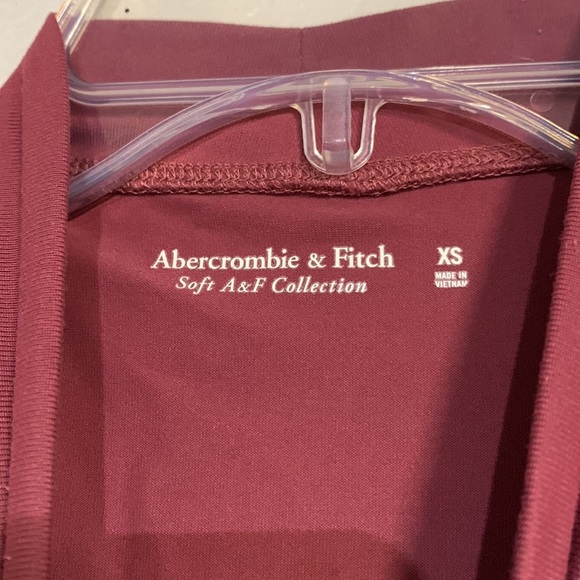 Abercrombie & Fitch
Soft A&F Collection
XS
MADE IN
VIETNAM